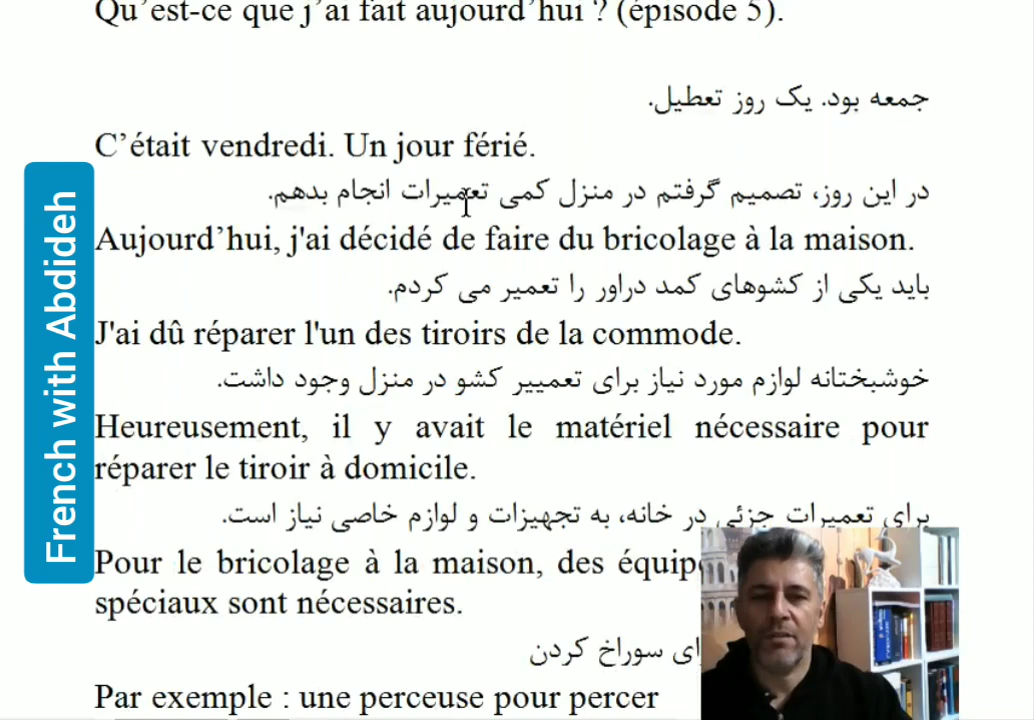 Qu’est-ce que j’ai fait aujourd’hui ? (épisode 5).
جمعه بود. یک روز تعطیل.
C’était vendredi. Un jour férié.
در این روز، تصمیم گرفتم در منزل کمی تعمیرات انجام بدهم.
Aujourd’hui, j'ai décidé de faire du bricolage à la maison.
باید یکی از کشوهای کمد دراور را تعمیر می کردم.
J'ai dû réparer l'un des tiroirs de la commode.
خوشبختانه لوازم مورد نیاز برای تعمییر کشو در منزل وجود داشت.
Heureusement, il y avait le matériel nécessaire pour
réparer le tiroir à domicile.
برای تعمیرات جزئی در خانه، به تجهیزات و لوازم خاصی نیاز است.
Pour le bricolage à la maison, des
spéciaux sont nécessaires.
سوراخ کردن
Par exemple : une perceuse pour percer
French with Abdideh